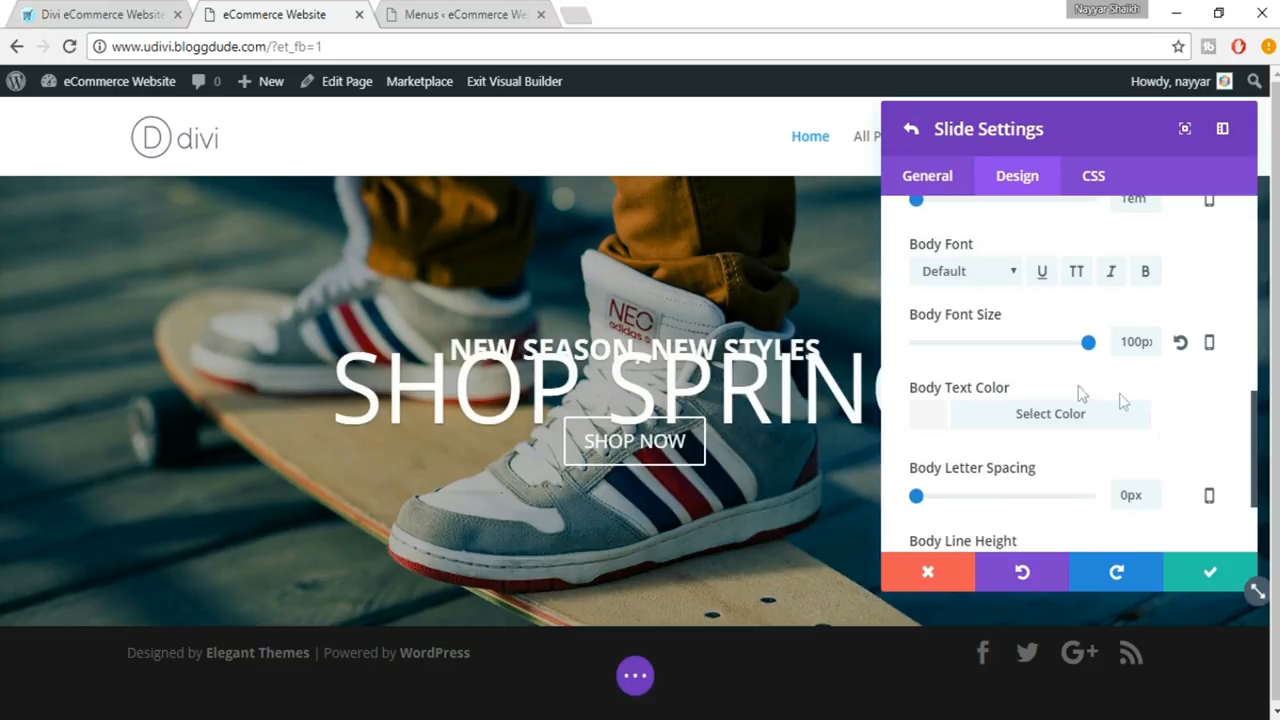 Divi eCommerce Website
eCommerce Website
Menus ‹ eCommerce We
Nayyar Shaikh
www.udivi.bloggdude.com/?et_fb=1
eCommerce Website
0
New
Edit Page
Marketplace
Exit Visual Builder
Howdy, nayyar
D divi
Home
All P
Slide Settings
General
Design
CSS
1em
Body Font
Default
U
TT
I
B
Body Font Size
100px
Body Text Color
Select Color
Body Letter Spacing
0px
Body Line Height
NEO
adidas
NEW SEASON, NEW STYLES
SHOP SPRING
SHOP NOW
Designed by Elegant Themes | Powered by WordPress